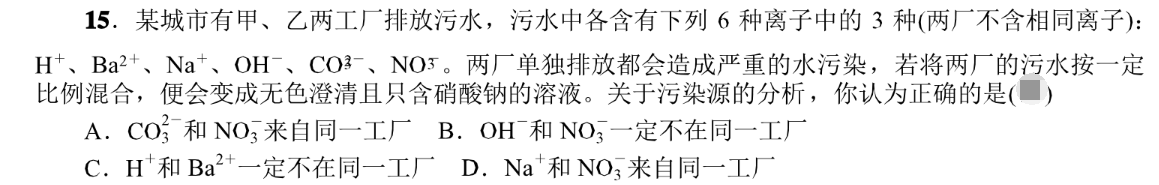 15．某城市有甲、乙两工厂排放污水，污水中各含有下列 6 种离子中的 3 种(两厂不含相同离子)：
H⁺、Ba²⁺、Na⁺、OH⁻、CO₃²⁻、NO₃⁻。两厂单独排放都会造成严重的水污染，若将两厂的污水按一定
比例混合，便会变成无色澄清且只含硝酸钠的溶液。关于污染源的分析，你认为正确的是( )
A．CO₃²⁻和 NO₃⁻来自同一工厂 B．OH⁻和 NO₃⁻一定不在同一工厂
C．H⁺和 Ba²⁺一定不在同一工厂 D．Na⁺和 NO₃⁻来自同一工厂